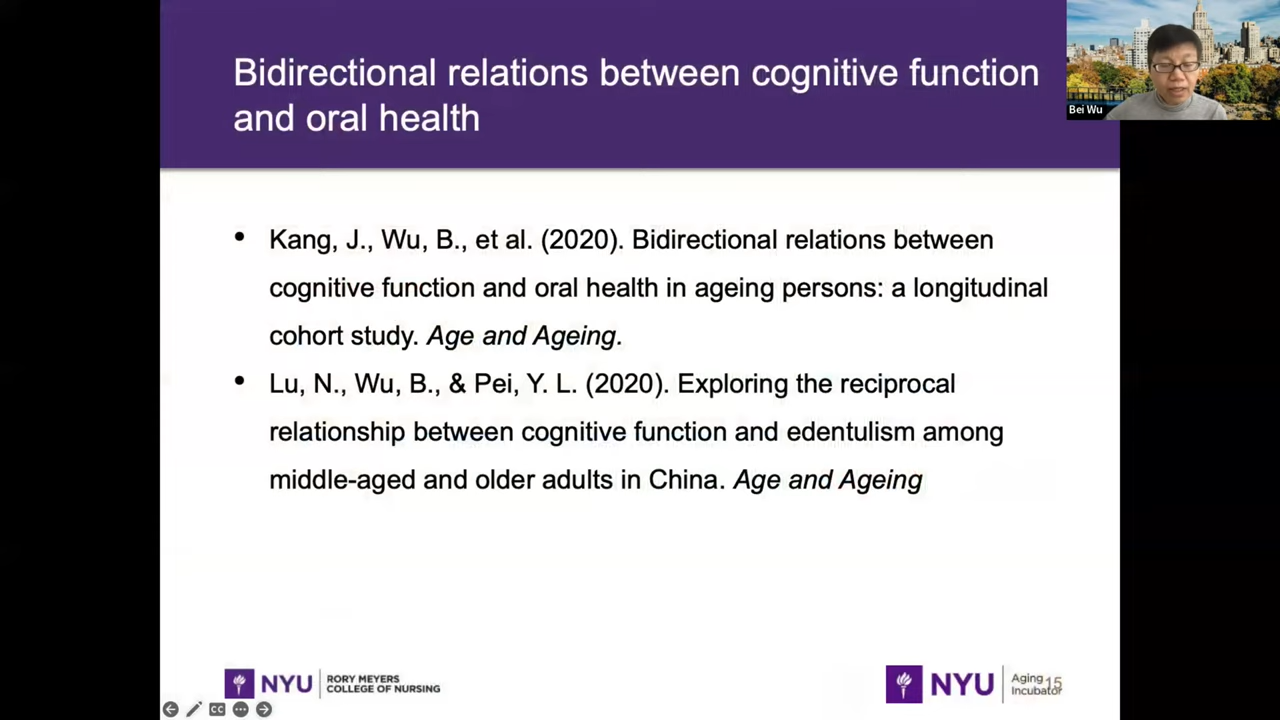 Bidirectional relations between cognitive function
and oral health
Bei Wu
• Kang, J., Wu, B., et al. (2020). Bidirectional relations between
cognitive function and oral health in ageing persons: a longitudinal
cohort study. Age and Ageing.
• Lu, N., Wu, B., & Pei, Y. L. (2020). Exploring the reciprocal
relationship between cognitive function and edentulism among
middle-aged and older adults in China. Age and Ageing
NYU
RORY MEYERS
COLLEGE OF NURSING
NYU
Aging
Incubator
15
CC